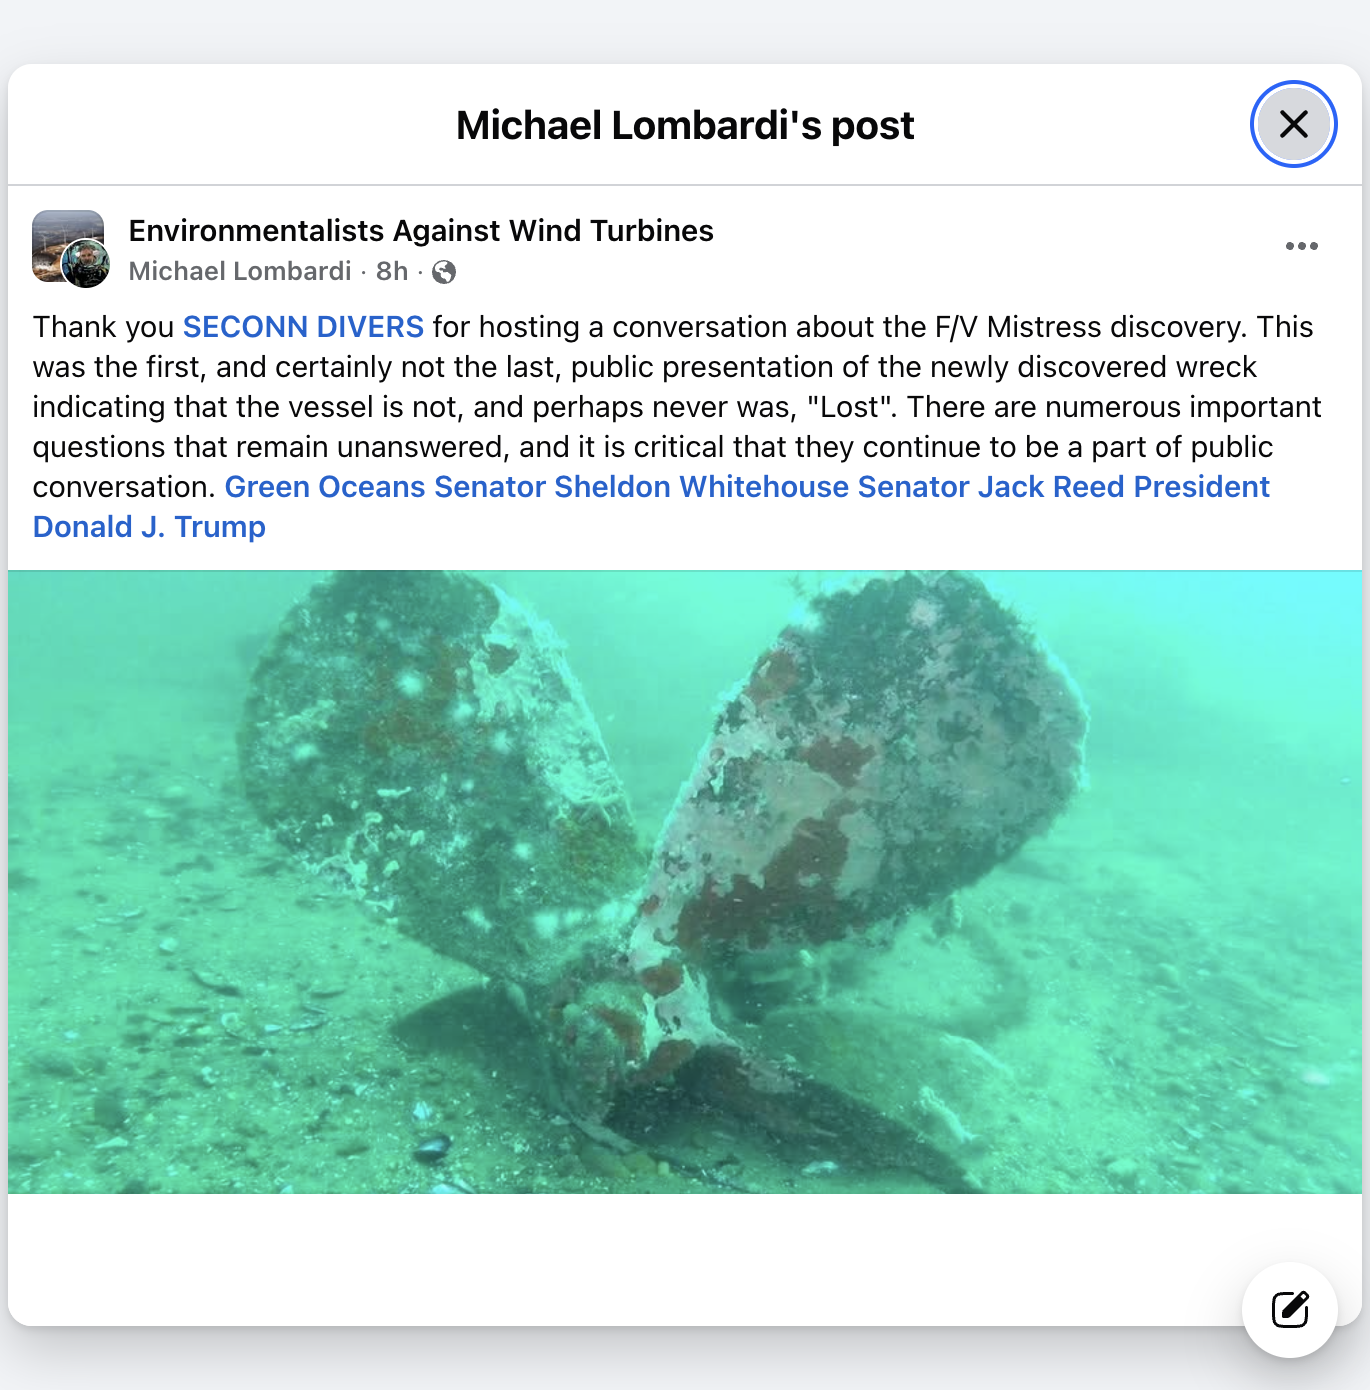 Michael Lombardi's post
Environmentalists Against Wind Turbines
Michael Lombardi · 8h ·
Thank you SECONN DIVERS for hosting a conversation about the F/V Mistress discovery. This
was the first, and certainly not the last, public presentation of the newly discovered wreck
indicating that the vessel is not, and perhaps never was, "Lost". There are numerous important
questions that remain unanswered, and it is critical that they continue to be a part of public
conversation. Green Oceans Senator Sheldon Whitehouse Senator Jack Reed President
Donald J. Trump